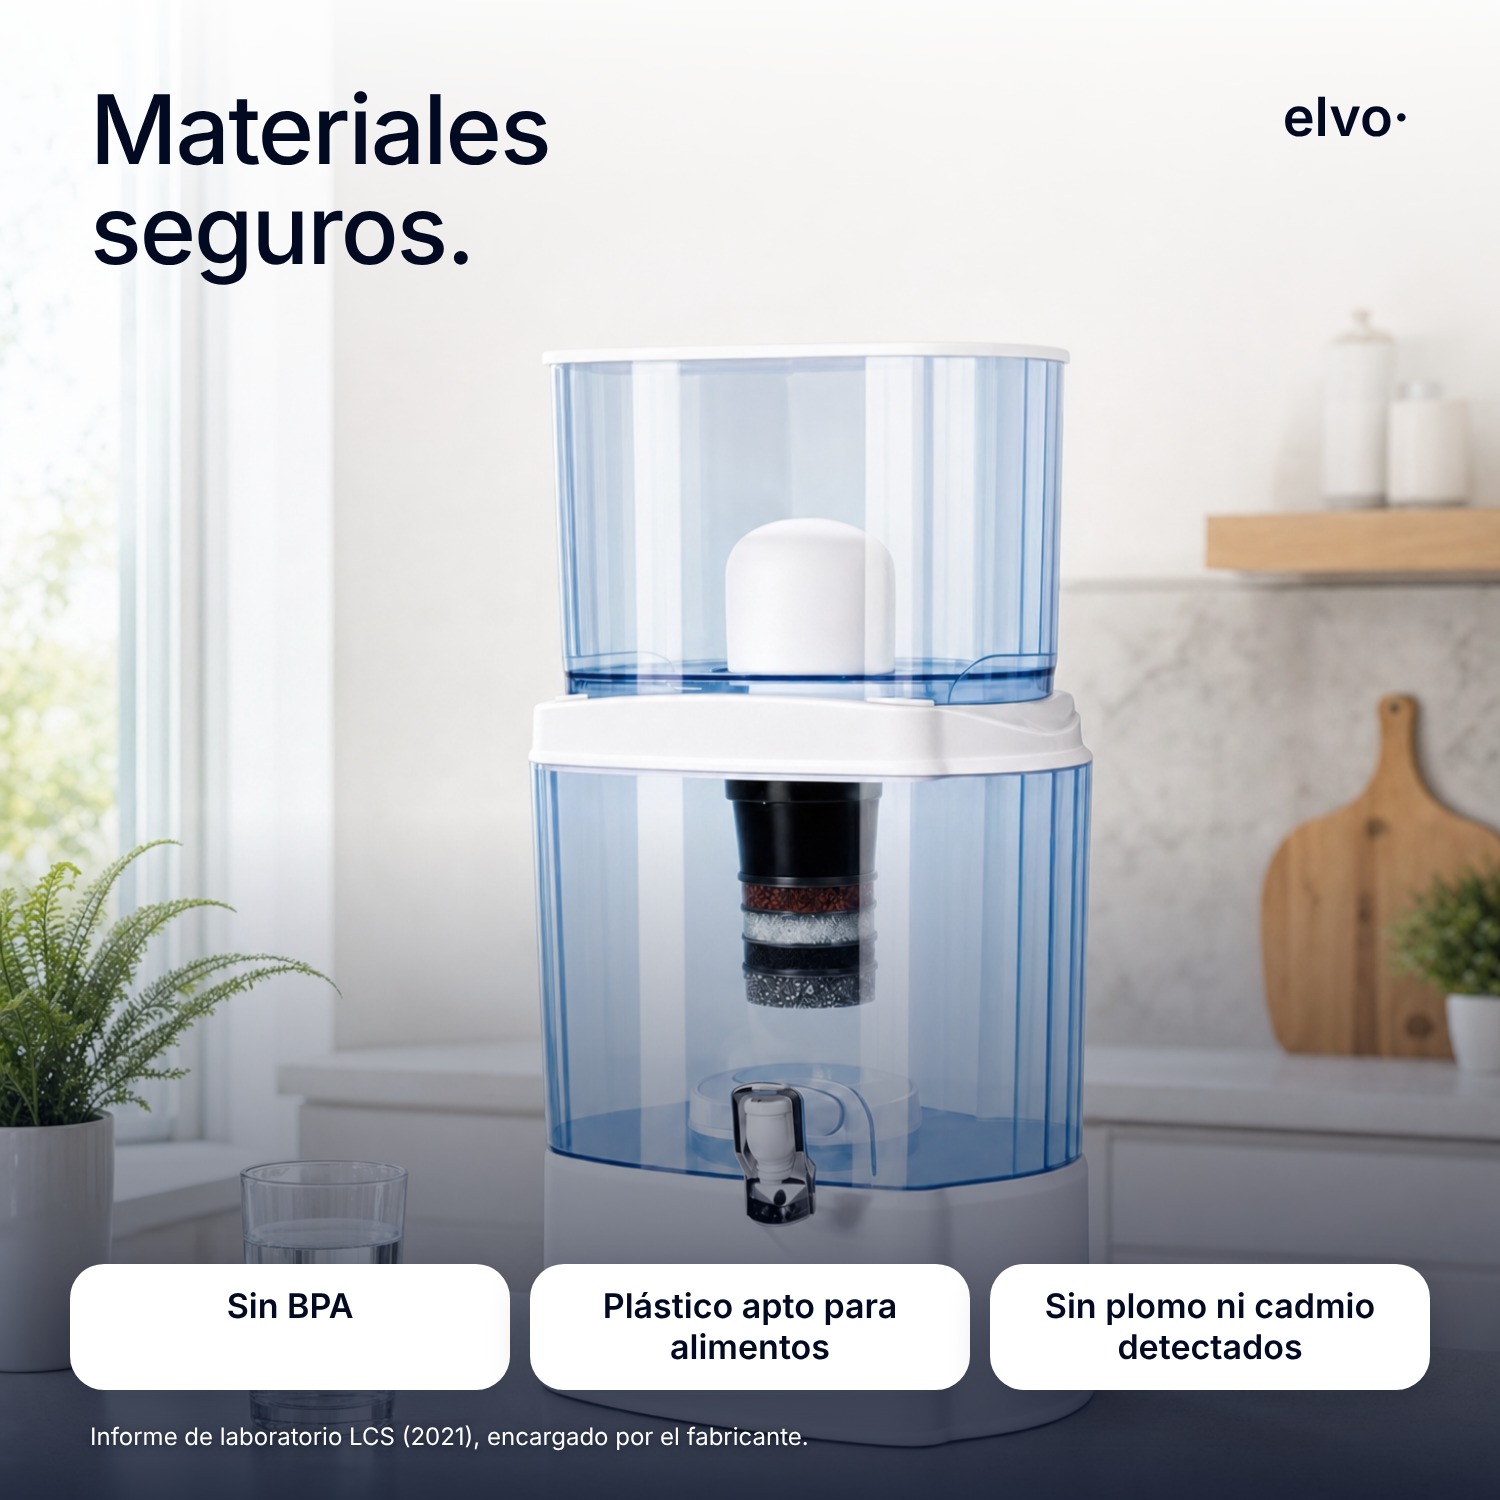 Materiales
seguros.
elvo·
Sin BPA
Plástico apto para
alimentos
Sin plomo ni cadmio
detectados
Informe de laboratorio LCS (2021), encargado por el fabricante.